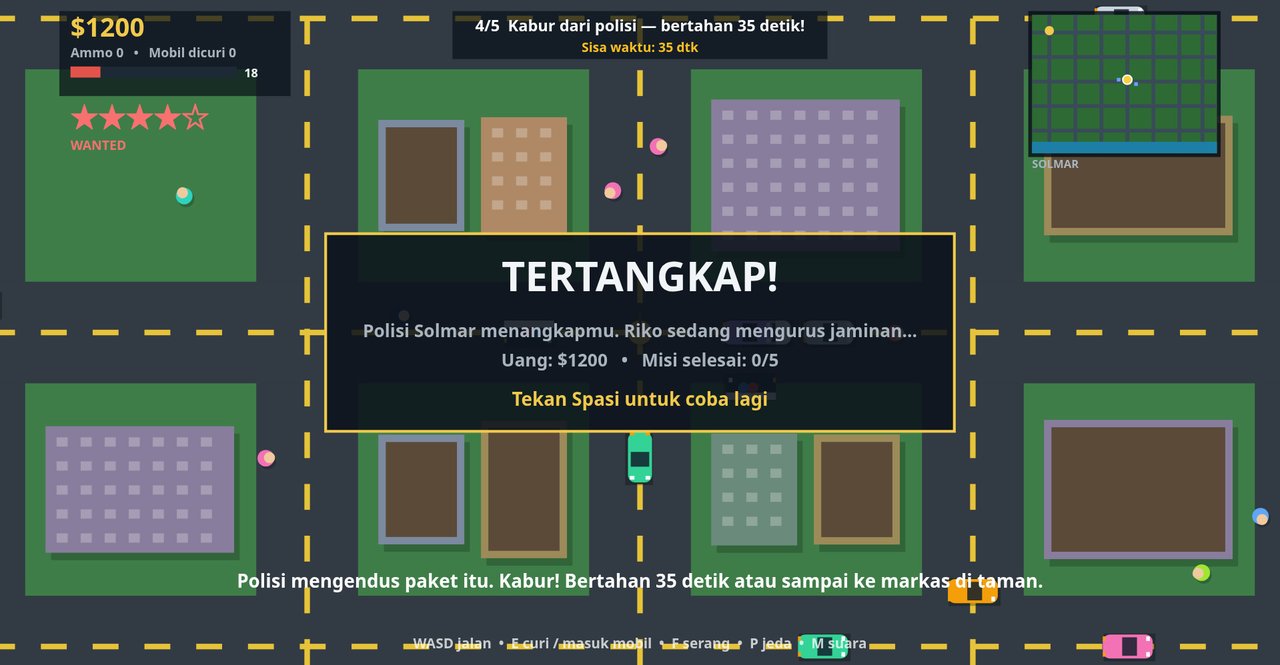 $1200
Ammo 0 • Mobil dicuri 0
18
WANTED
4/5 Kabur dari polisi — bertahan 35 detik!
Sisa waktu: 35 dtk
SOLMAR
TERTANGKAP!
Polisi Solmar menangkapmu. Riko sedang mengurus jaminan...
Uang: $1200 • Misi selesai: 0/5
Tekan Spasi untuk coba lagi
Polisi mengendus paket itu. Kabur! Bertahan 35 detik atau sampai ke markas di taman.
WASD jalan • E curi / masuk mobil • F serang • P jeda • M suara